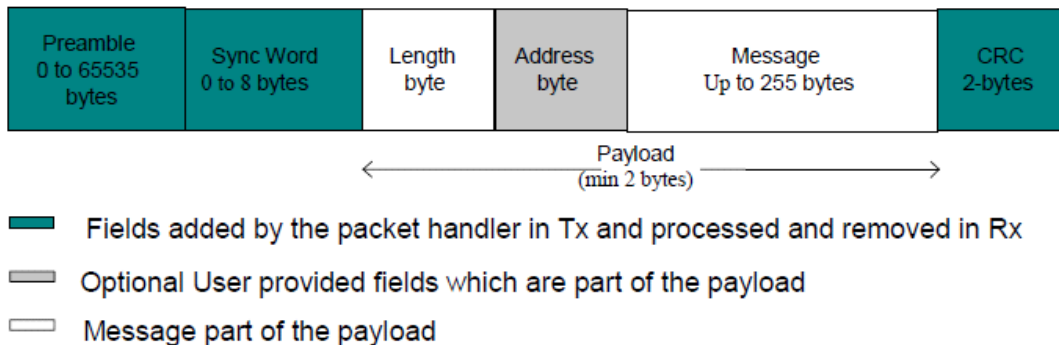 Preamble
0 to 65535
bytes
Sync Word
0 to 8 bytes
Length
byte
Address
byte
Message
Up to 255 bytes
CRC
2-bytes
Payload
(min 2 bytes)
Fields added by the packet handler in Tx and processed and removed in Rx
Optional User provided fields which are part of the payload
Message part of the payload